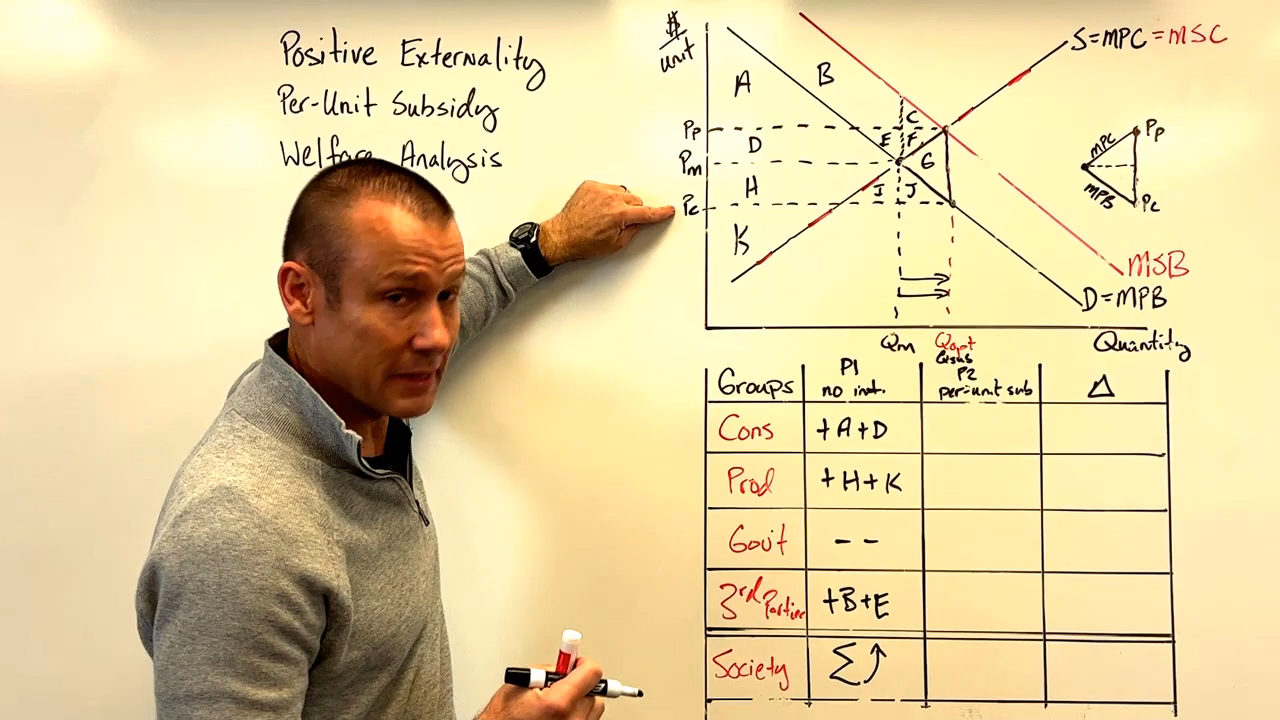 Positive Externality
Per-Unit Subsidy
Welfare Analysis
$/unit
S=MPC=MSC
A
B
C
Pp
D
E
F
G
MPC
Pp
Pm
H
I
J
MPB
Pc
Pc
K
MSB
D=MPB
Qm
Qopt
Quantity
Groups
P1
no int.
P2
per-unit sub
Δ
Cons
+A+D
Prod
+H+K
Gov't
- -
3rd Parties
+B+E
Society
Σ